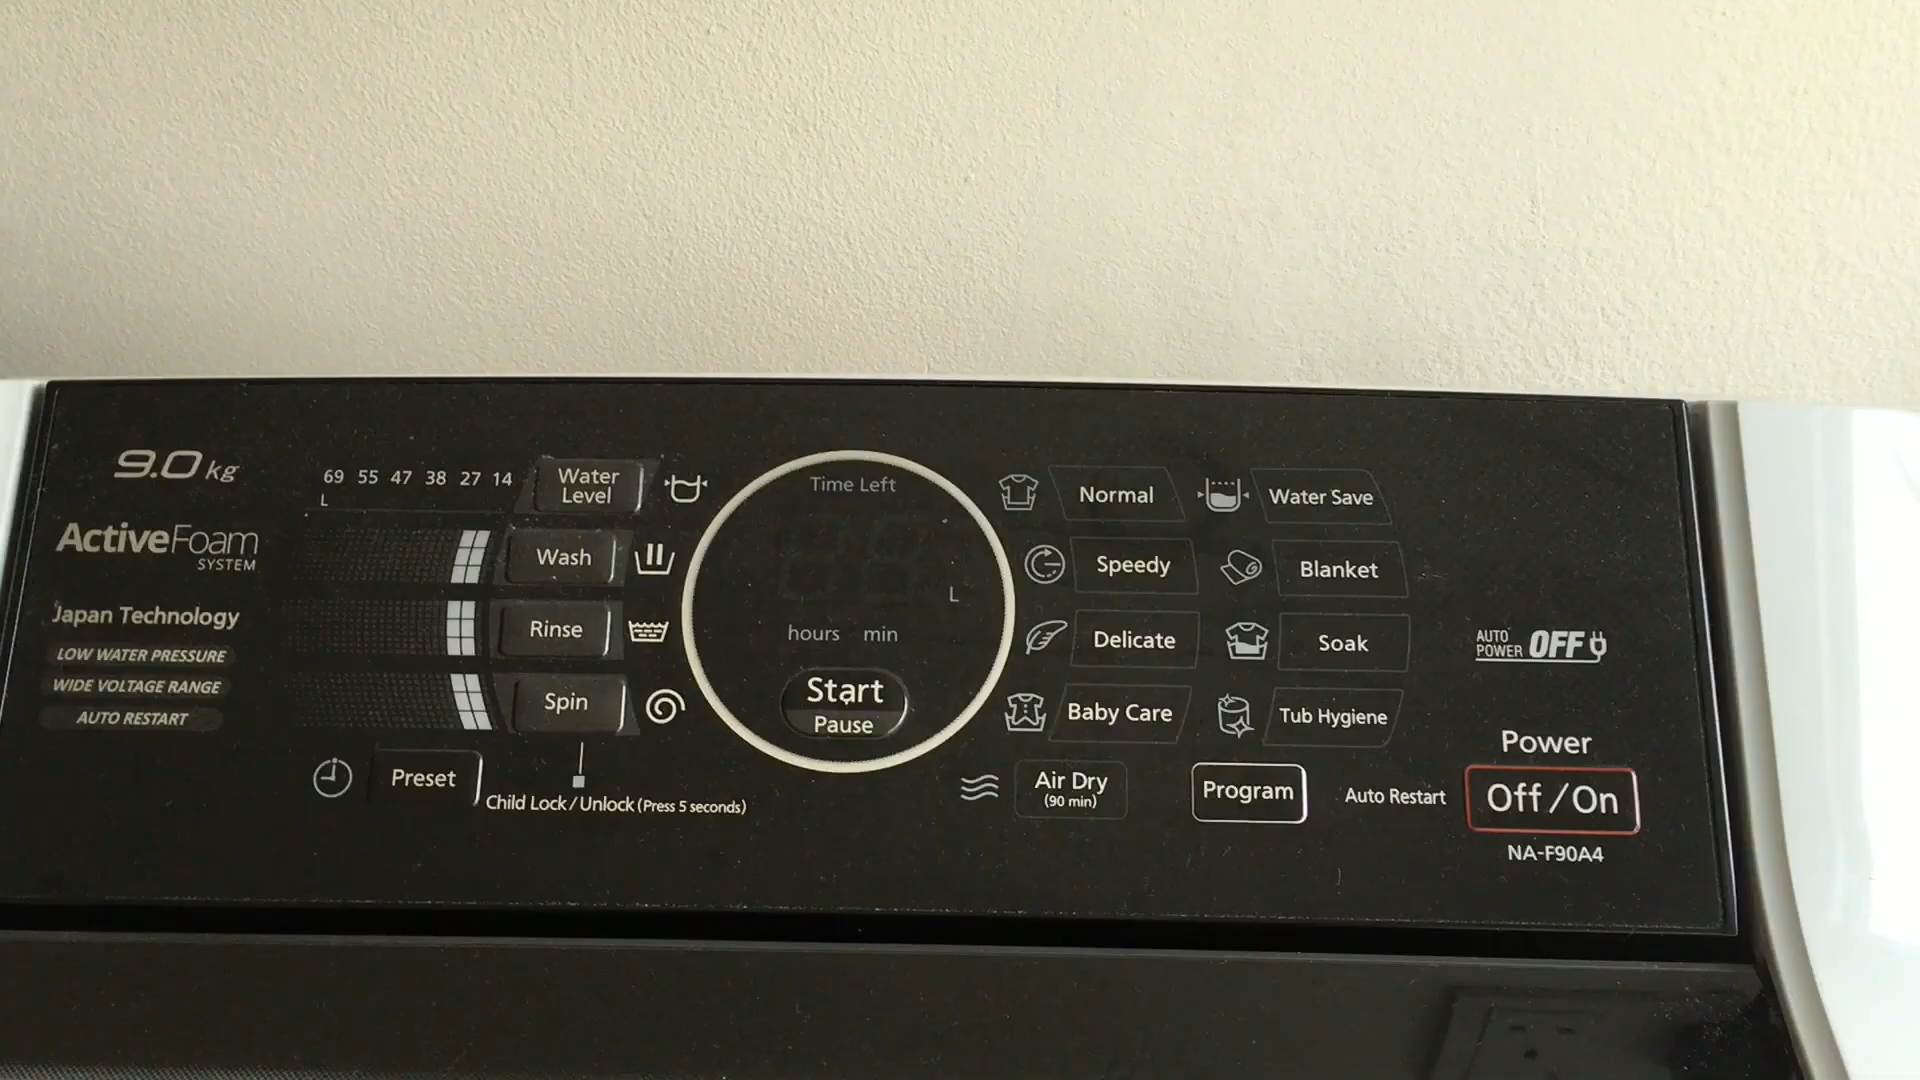 9.0 kg
ActiveFoam
SYSTEM
Japan Technology
LOW WATER PRESSURE
WIDE VOLTAGE RANGE
AUTO RESTART
69 55 47 38 27 14
L
Water
Level
Wash
Rinse
Spin
Preset
Child Lock/Unlock (Press 5 seconds)
Time Left
L
hours min
Start
Pause
Normal
Water Save
Speedy
Blanket
Delicate
Soak
Baby Care
Tub Hygiene
Air Dry
(90 min)
Program
Auto Restart
AUTO
POWER OFF
Power
Off/On
NA-F90A4